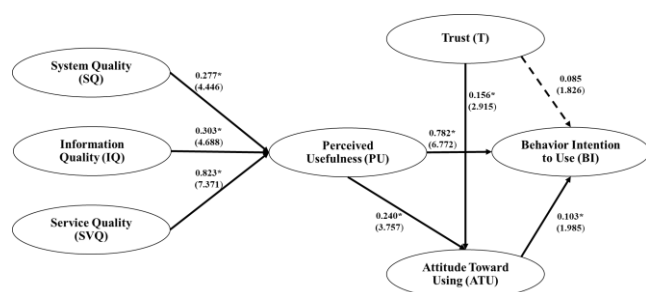 Trust (T)
System Quality
(SQ)
0.277*
(4.446)
0.085
(1.826)
0.156*
(2.915)
Information
Quality (IQ)
0.303*
(4.688)
Perceived
Usefulness (PU)
0.782*
(6.772)
Behavior Intention
to Use (BI)
0.823*
(7.371)
Service Quality
(SVQ)
0.240*
(3.757)
0.103*
(1.985)
Attitude Toward
Using (ATU)